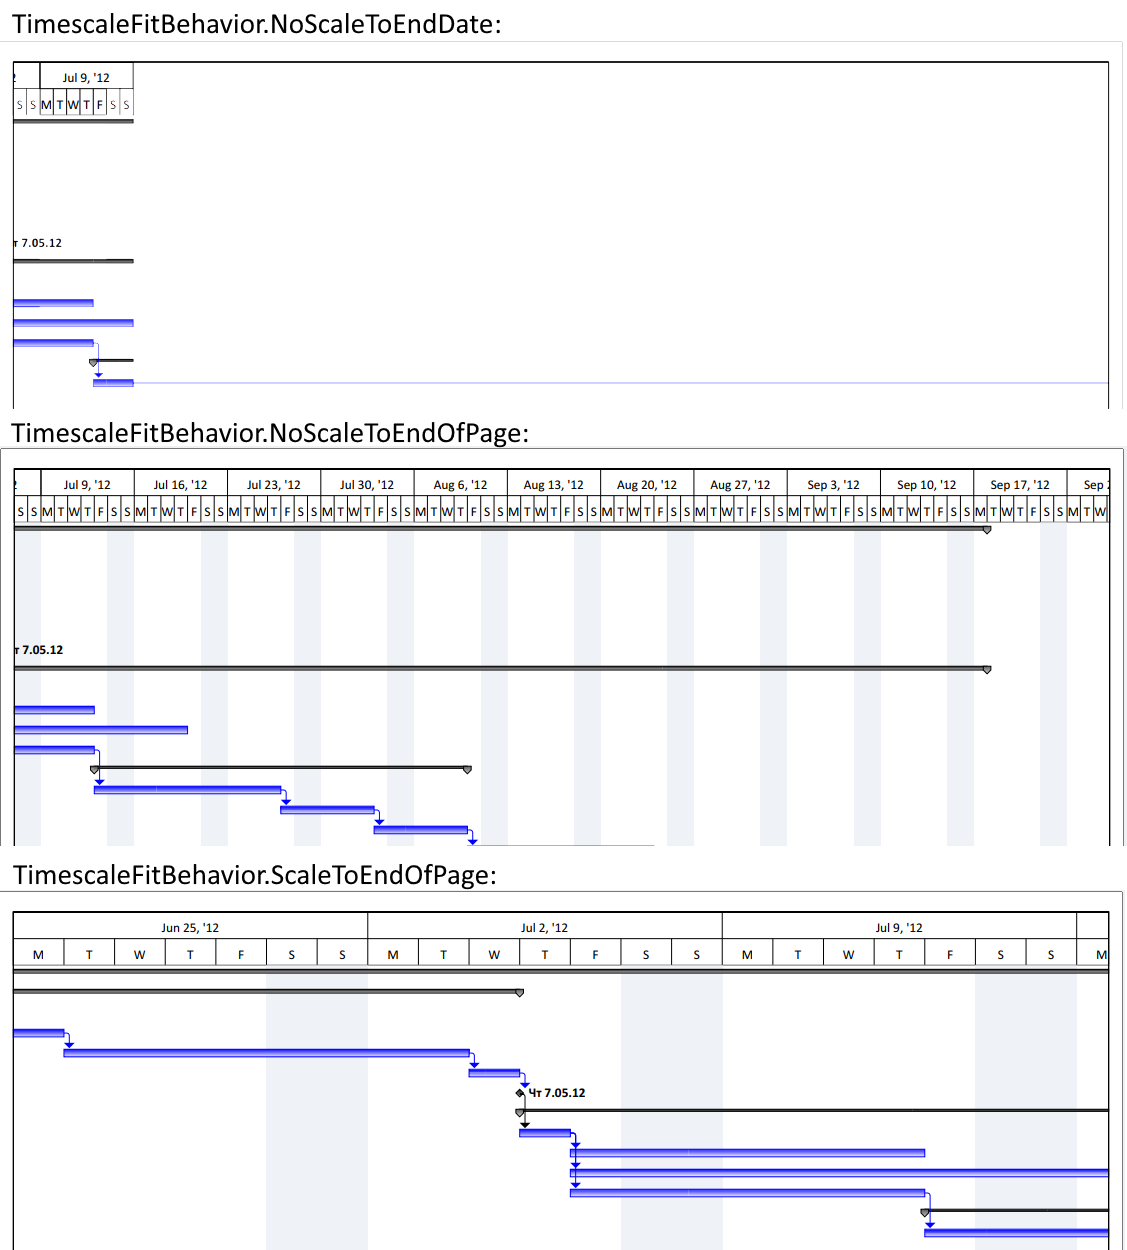 TimescaleFitBehavior.NoScaleToEndDate:
Jul 9, '12
S S M T W T F S S
т 7.05.12
TimescaleFitBehavior.NoScaleToEndOfPage:
Jul 9, '12 Jul 16, '12 Jul 23, '12 Jul 30, '12 Aug 6, '12 Aug 13, '12 Aug 20, '12 Aug 27, '12 Sep 3, '12 Sep 10, '12 Sep 17, '12 Sep
S S M T W T F S S M T W T F S S M T W T F S S M T W T F S S M T W T F S S M T W T F S S M T W T F S S M T W T F S S M T W T F S S M T W T F S S M T W T F S S M T W
т 7.05.12
TimescaleFitBehavior.ScaleToEndOfPage:
Jun 25, '12 Jul 2, '12 Jul 9, '12
M T W T F S S M T W T F S S M T W T F S S M
Чт 7.05.12